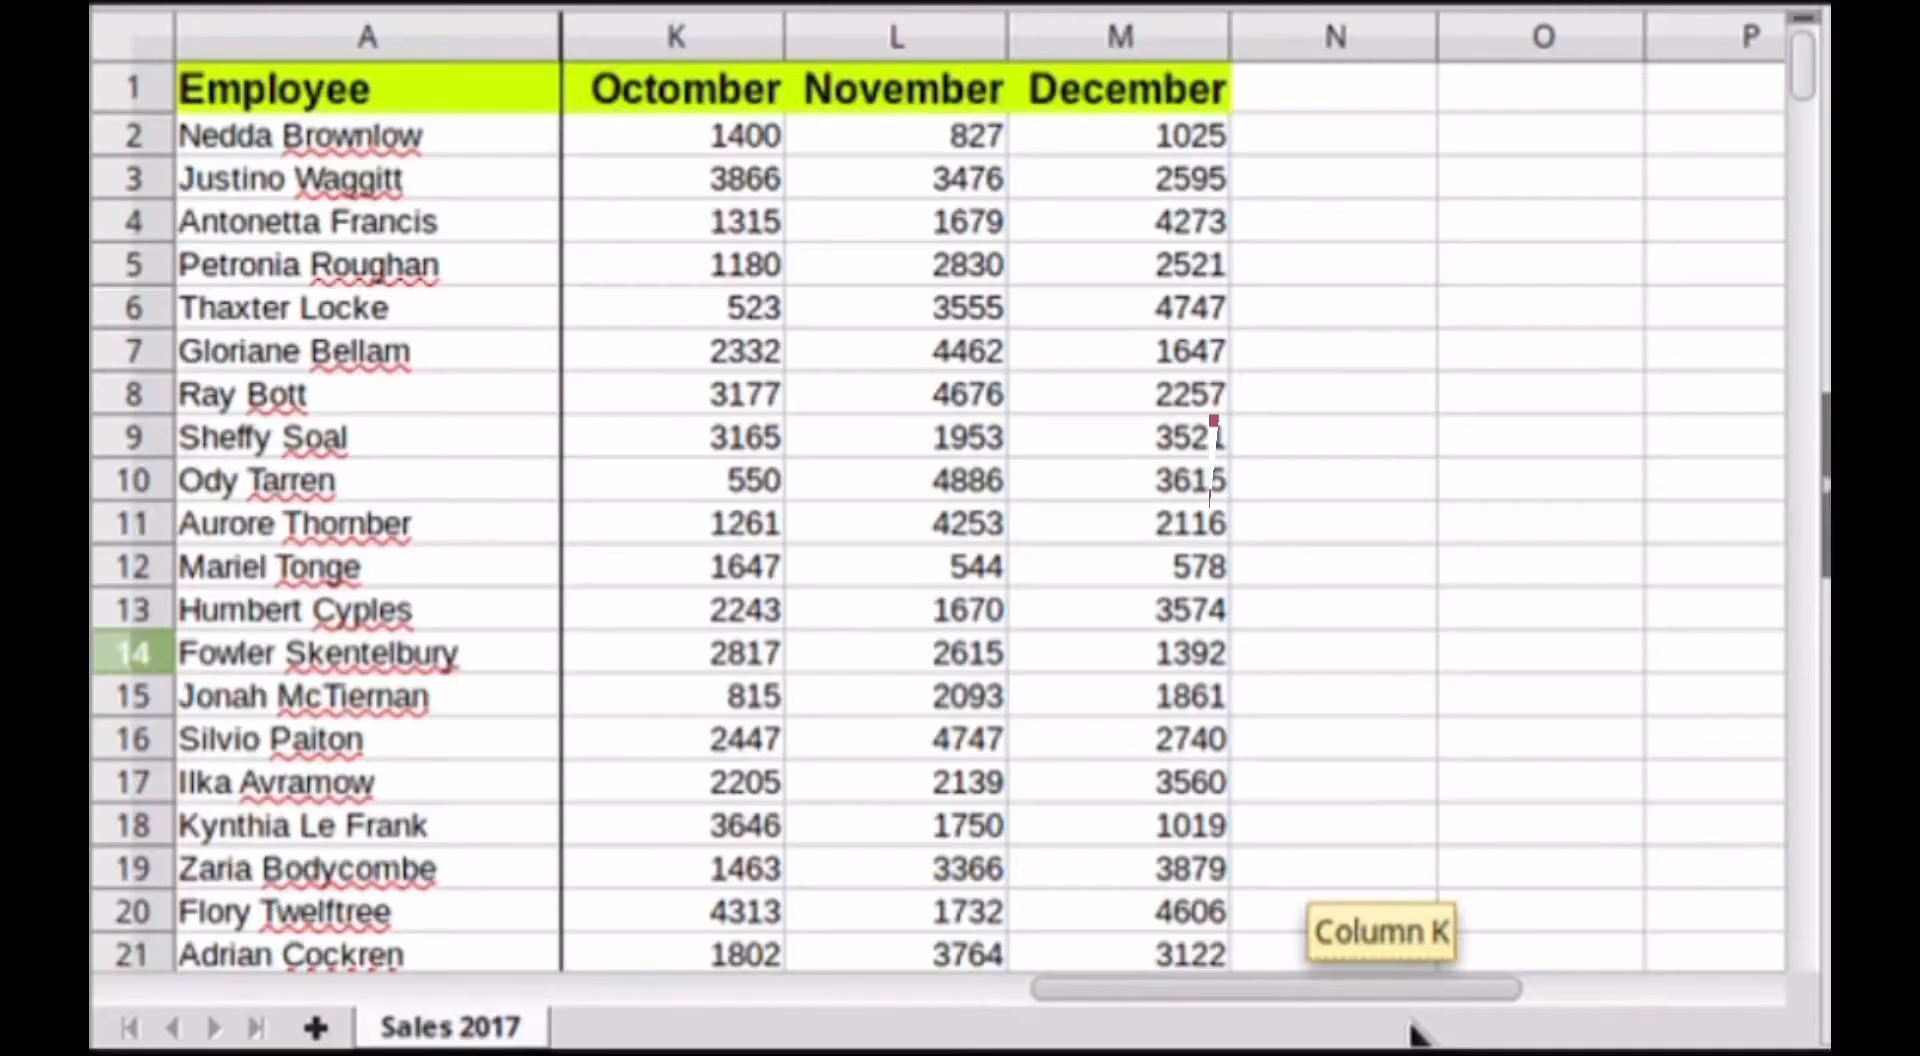 A K L M N O P
1 Employee Octomber November December
2 Nedda Brownlow 1400 827 1025
3 Justino Waggitt 3866 3476 2595
4 Antonetta Francis 1315 1679 4273
5 Petronia Roughan 1180 2830 2521
6 Thaxter Locke 523 3555 4747
7 Gloriane Bellam 2332 4462 1647
8 Ray Bott 3177 4676 2257
9 Sheffy Soal 3165 1953 3521
10 Ody Tarren 550 4886 3615
11 Aurore Thornber 1261 4253 2116
12 Mariel Tonge 1647 544 578
13 Humbert Cyples 2243 1670 3574
14 Fowler Skentelbury 2817 2615 1392
15 Jonah McTiernan 815 2093 1861
16 Silvio Paiton 2447 4747 2740
17 Ilka Avramow 2205 2139 3560
18 Kynthia Le Frank 3646 1750 1019
19 Zaria Bodycombe 1463 3366 3879
20 Flory Twelftree 4313 1732 4606
Column K
21 Adrian Cockren 1802 3764 3122
Sales 2017